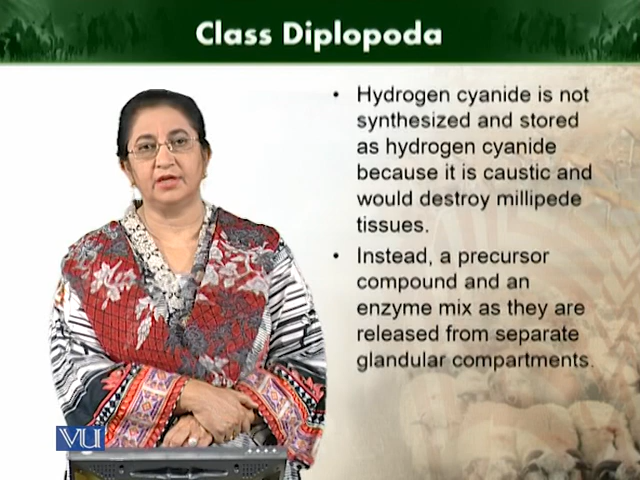 Class Diplopoda
• Hydrogen cyanide is not
synthesized and stored
as hydrogen cyanide
because it is caustic and
would destroy millipede
tissues.
• Instead, a precursor
compound and an
enzyme mix as they are
released from separate
glandular compartments.
VU